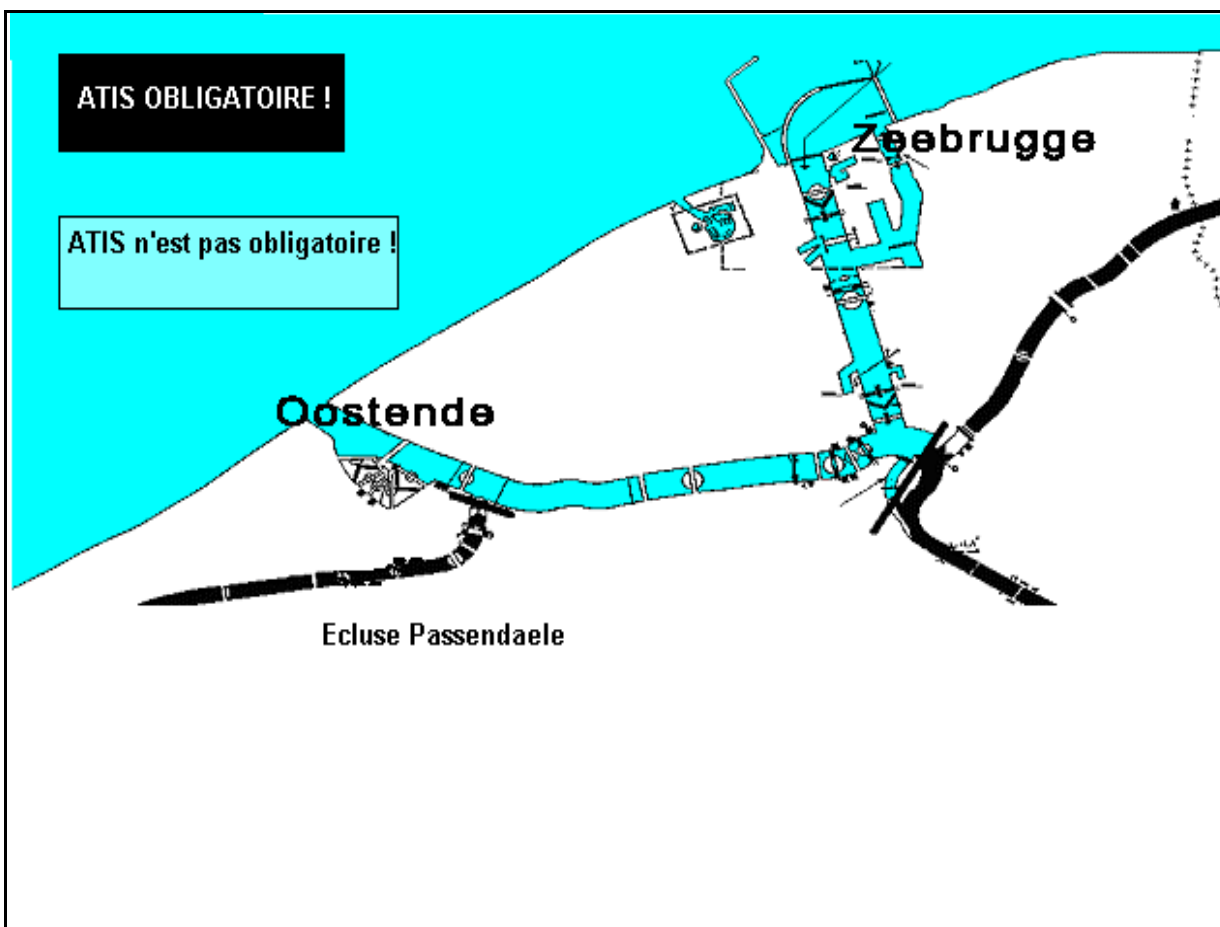 ATIS OBLIGATOIRE !
Zeebrugge
ATIS n'est pas obligatoire !
Oostende
Ecluse Passendaele